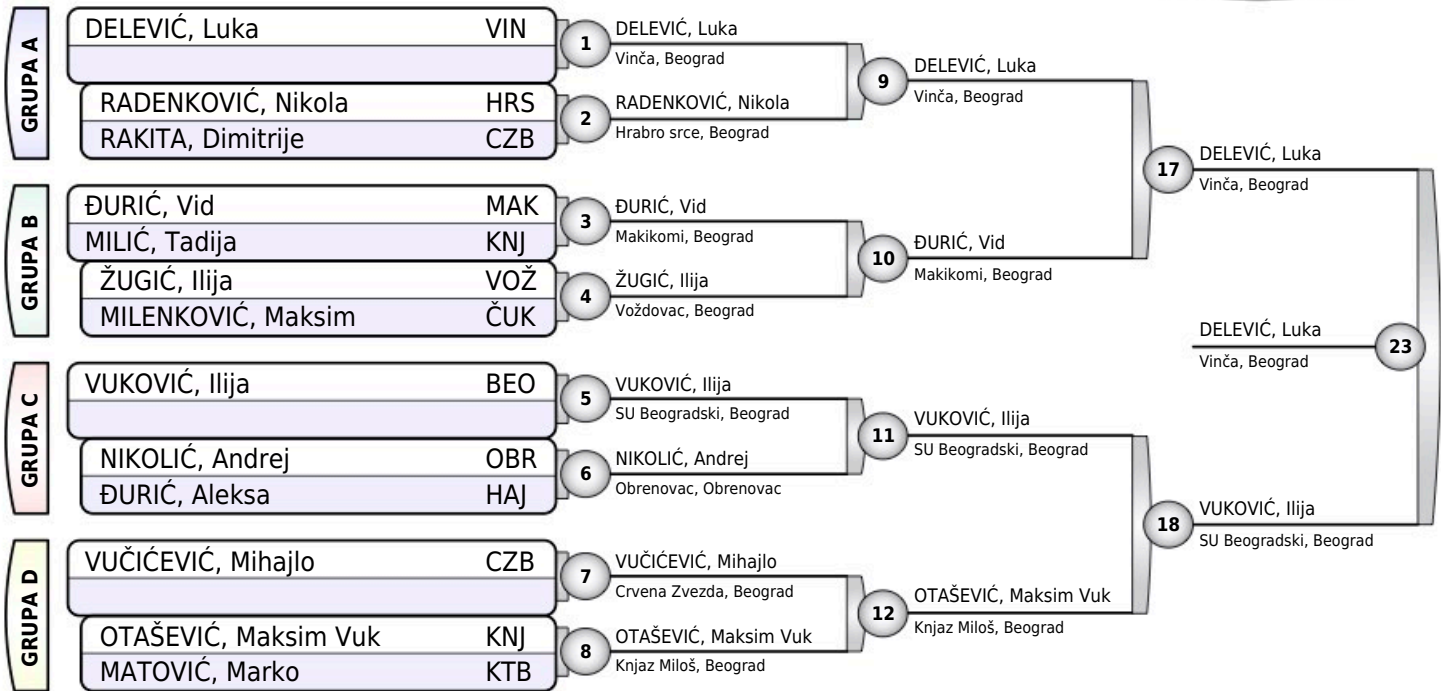 GRUPA A
DELEVIĆ, Luka VIN
RADENKOVIĆ, Nikola HRS
RAKITA, Dimitrije CZB
GRUPA B
ĐURIĆ, Vid MAK
MILIĆ, Tadija KNJ
ŽUGIĆ, Ilija VOŽ
MILENKOVIĆ, Maksim ČUK
GRUPA C
VUKOVIĆ, Ilija BEO
NIKOLIĆ, Andrej OBR
ĐURIĆ, Aleksa HAJ
GRUPA D
VUČIĆEVIĆ, Mihajlo CZB
OTAŠEVIĆ, Maksim Vuk KNJ
MATOVIĆ, Marko KTB
1
DELEVIĆ, Luka
Vinča, Beograd
2
RADENKOVIĆ, Nikola
Hrabro srce, Beograd
3
ĐURIĆ, Vid
Makikomi, Beograd
4
ŽUGIĆ, Ilija
Voždovac, Beograd
5
VUKOVIĆ, Ilija
SU Beogradski, Beograd
6
NIKOLIĆ, Andrej
Obrenovac, Obrenovac
7
VUČIĆEVIĆ, Mihajlo
Crvena Zvezda, Beograd
8
OTAŠEVIĆ, Maksim Vuk
Knjaz Miloš, Beograd
9
DELEVIĆ, Luka
Vinča, Beograd
10
ĐURIĆ, Vid
Makikomi, Beograd
11
VUKOVIĆ, Ilija
SU Beogradski, Beograd
12
OTAŠEVIĆ, Maksim Vuk
Knjaz Miloš, Beograd
17
DELEVIĆ, Luka
Vinča, Beograd
18
VUKOVIĆ, Ilija
SU Beogradski, Beograd
DELEVIĆ, Luka
Vinča, Beograd
23